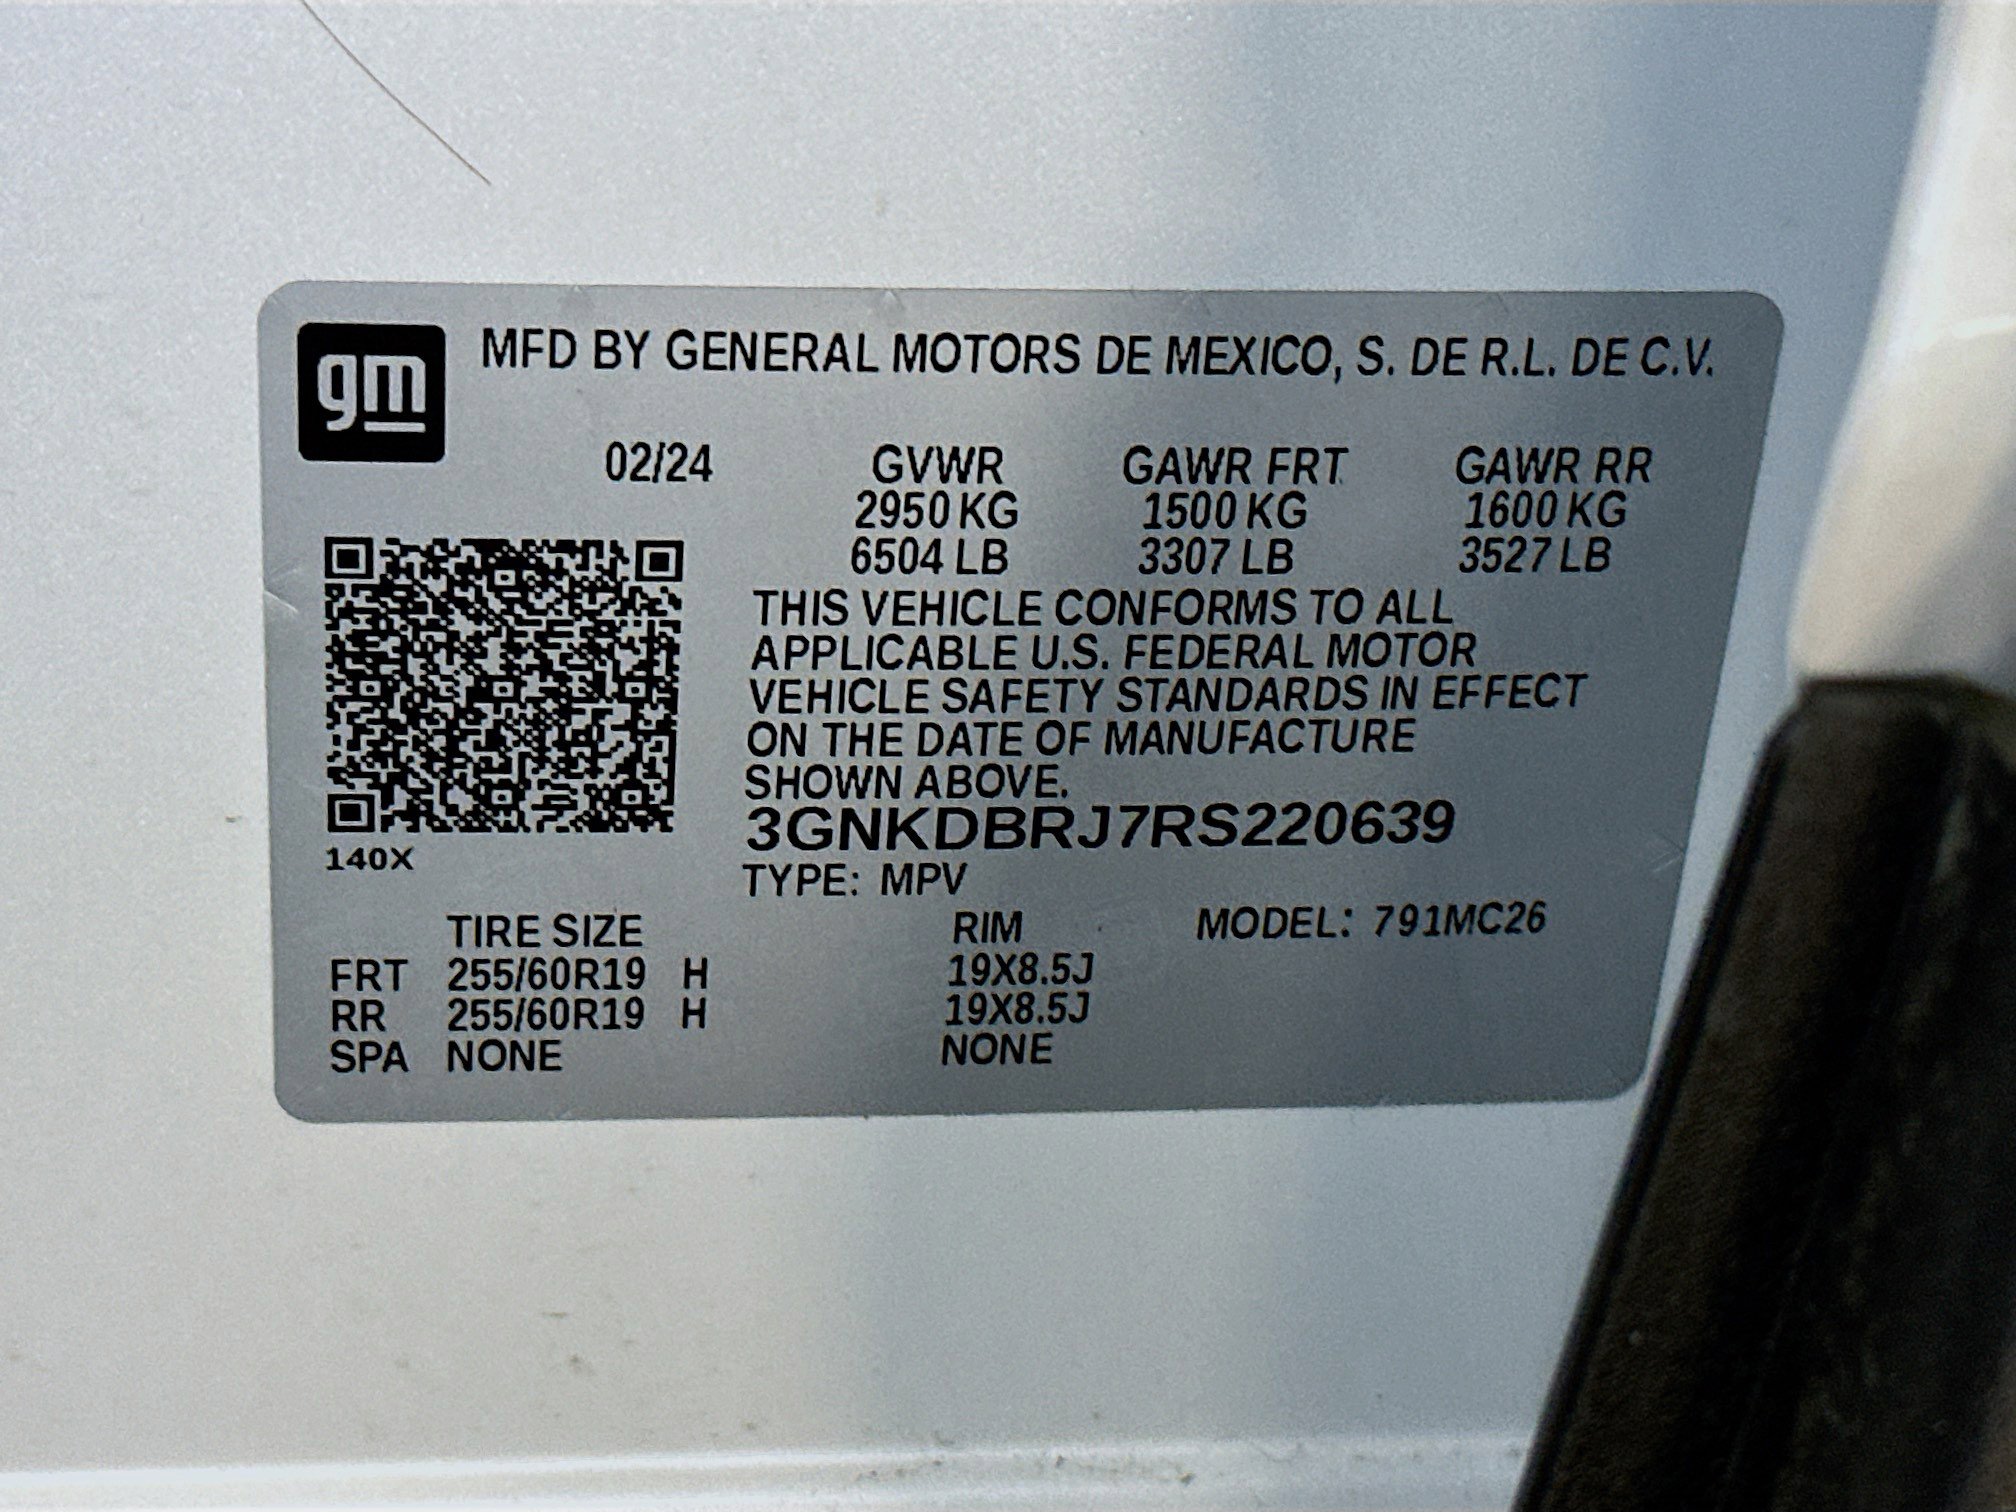 gm MFD BY GENERAL MOTORS DE MEXICO, S. DE R.L. DE C.V.
02/24 GVWR GAWR FRT GAWR RR
2950 KG 1500 KG 1600 KG
6504 LB 3307 LB 3527 LB
THIS VEHICLE CONFORMS TO ALL
APPLICABLE U.S. FEDERAL MOTOR
VEHICLE SAFETY STANDARDS IN EFFECT
ON THE DATE OF MANUFACTURE
SHOWN ABOVE.
3GNKDBRJ7RS220639
140X
TYPE: MPV
TIRE SIZE RIM MODEL: 791MC26
FRT 255/60R19 H 19X8.5J
RR 255/60R19 H 19X8.5J
SPA NONE NONE